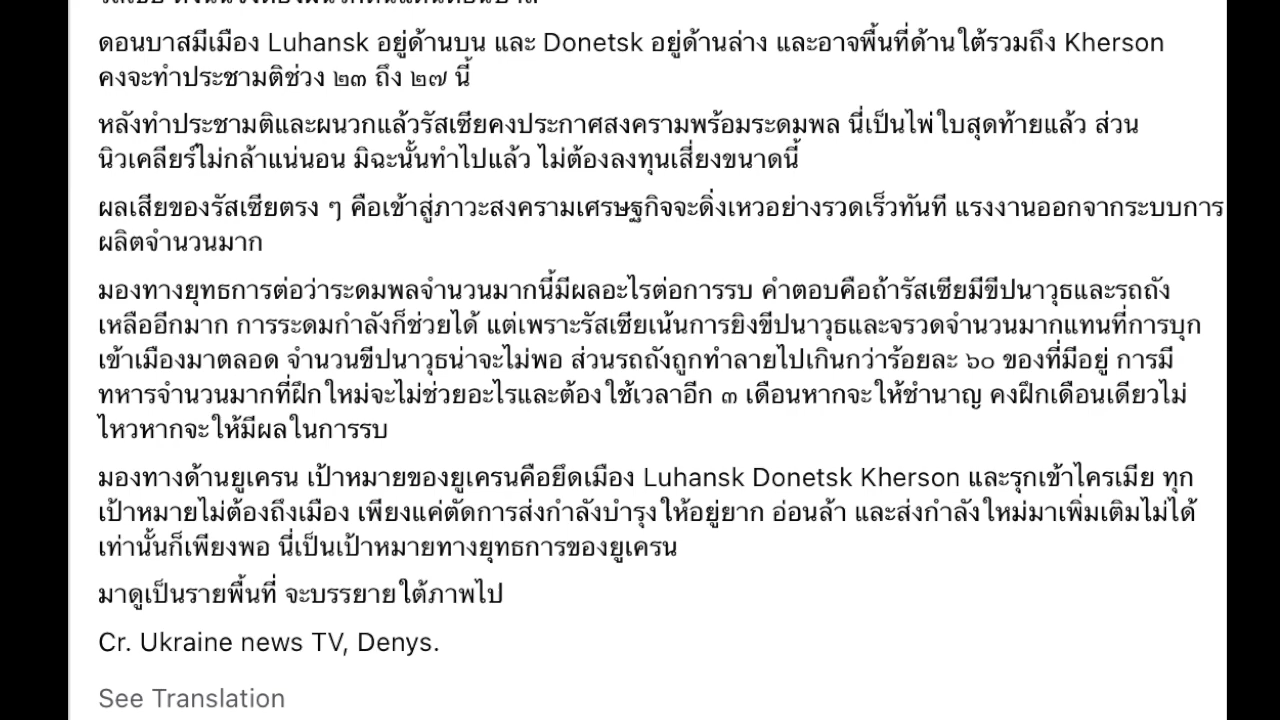 ดอนบาสมีเมือง Luhansk อยู่ด้านบน และ Donetsk อยู่ด้านล่าง และอาจพื้นที่ด้านใต้รวมถึง Kherson
คงจะทำประชามติช่วง ๒๓ ถึง ๒๗ นี้
หลังทำประชามติและผนวกแล้วรัสเซียคงประกาศสงครามพร้อมระดมพล นี่เป็นไพ่ใบสุดท้ายแล้ว ส่วน
นิวเคลียร์ไม่กล้าแน่นอน มิฉะนั้นทำไปแล้ว ไม่ต้องลงทุนเสี่ยงขนาดนี้
ผลเสียของรัสเซียตรง ๆ คือเข้าสู่ภาวะสงครามเศรษฐกิจจะดิ่งเหวอย่างรวดเร็วทันที แรงงานออกจากระบบการ
ผลิตจำนวนมาก
มองทางยุทธการต่อว่าระดมพลจำนวนมากนี้มีผลอะไรต่อการรบ คำตอบคือถ้ารัสเซียมีขีปนาวุธและรถถัง
เหลืออีกมาก การระดมกำลังก็ช่วยได้ แต่เพราะรัสเซียเน้นการยิงขีปนาวุธและจรวดจำนวนมากแทนที่การบุก
เข้าเมืองมาตลอด จำนวนขีปนาวุธน่าจะไม่พอ ส่วนรถถังถูกทำลายไปเกินกว่าร้อยละ ๖๐ ของที่มีอยู่ การมี
ทหารจำนวนมากที่ฝึกใหม่จะไม่ช่วยอะไรและต้องใช้เวลาอีก ๓ เดือนหากจะให้ชำนาญ คงฝึกเดือนเดียวไม่
ไหวหากจะให้มีผลในการรบ
มองทางด้านยูเครน เป้าหมายของยูเครนคือยึดเมือง Luhansk Donetsk Kherson และรุกเข้าไครเมีย ทุก
เป้าหมายไม่ต้องถึงเมือง เพียงแค่ตัดการส่งกำลังบำรุงให้อยู่ยาก อ่อนล้า และส่งกำลังใหม่มาเพิ่มเติมไม่ได้
เท่านั้นก็เพียงพอ นี่เป็นเป้าหมายทางยุทธการของยูเครน
มาดูเป็นรายพื้นที่ จะบรรยายใต้ภาพไป
Cr. Ukraine news TV, Denys.
See Translation